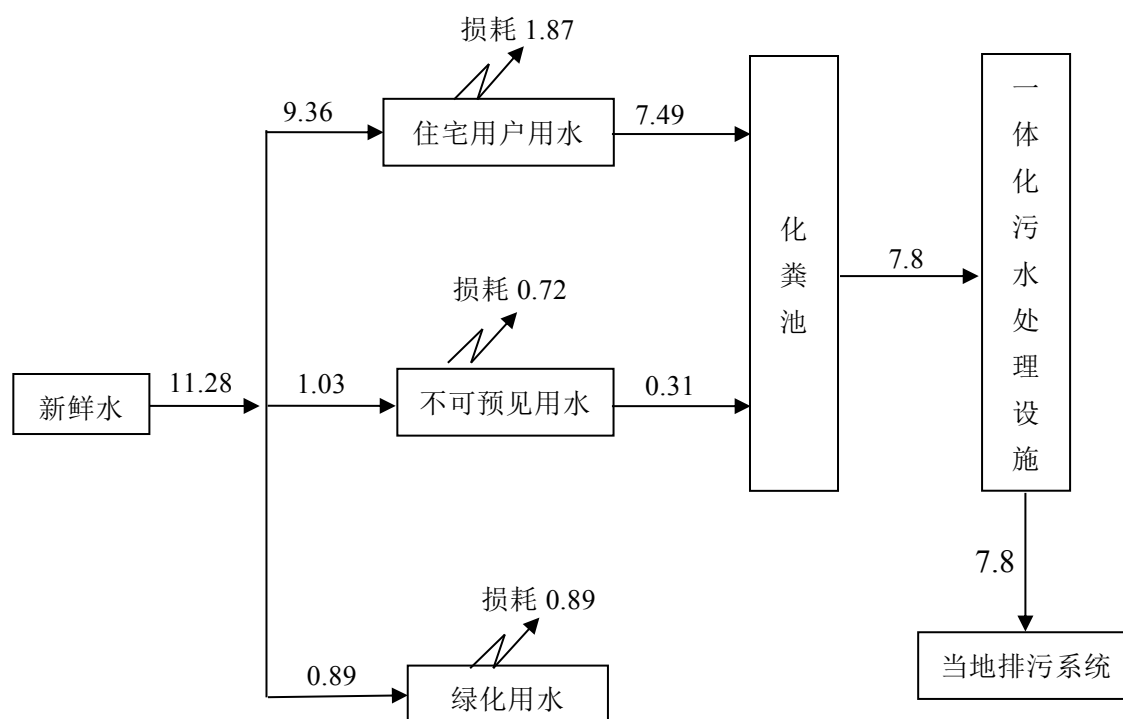 损耗 1.87
9.36
住宅用户用水
7.49
化粪池
7.8
一体化污水处理设施
损耗 0.72
新鲜水
11.28
1.03
不可预见用水
0.31
7.8
损耗 0.89
0.89
绿化用水
当地排污系统